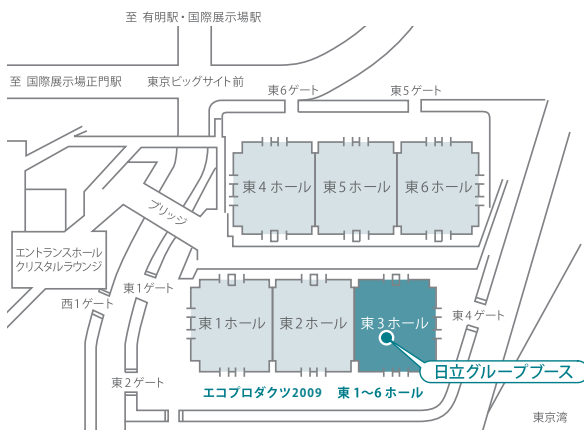 至 有明駅・国際展示場駅
至 国際展示場正門駅
東京ビッグサイト前
東6ゲート
東5ゲート
東4ホール
東5ホール
東6ホール
ブリッジ
エントランスホール
クリスタルラウンジ
東1ゲート
西1ゲート
東1ホール
東2ホール
東3ホール
東4ゲート
日立グループブース
東2ゲート
エコプロダクツ2009 東1〜6ホール
東京湾